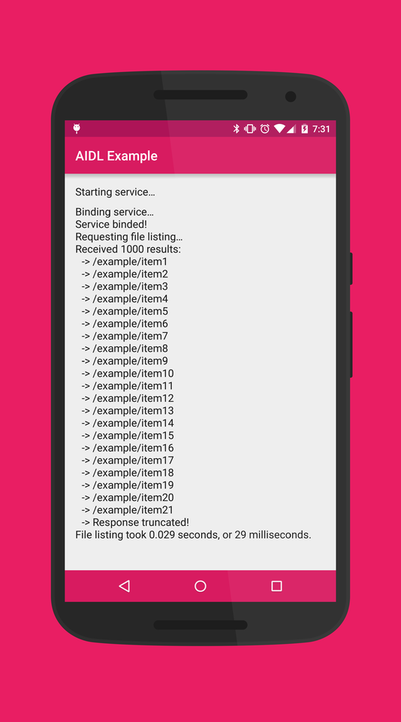 7:31
AIDL Example
Starting service...
Binding service...
Service binded!
Requesting file listing...
Received 1000 results:
-> /example/item1
-> /example/item2
-> /example/item3
-> /example/item4
-> /example/item5
-> /example/item6
-> /example/item7
-> /example/item8
-> /example/item9
-> /example/item10
-> /example/item11
-> /example/item12
-> /example/item13
-> /example/item14
-> /example/item15
-> /example/item16
-> /example/item17
-> /example/item18
-> /example/item19
-> /example/item20
-> /example/item21
-> Response truncated!
File listing took 0.029 seconds, or 29 milliseconds.